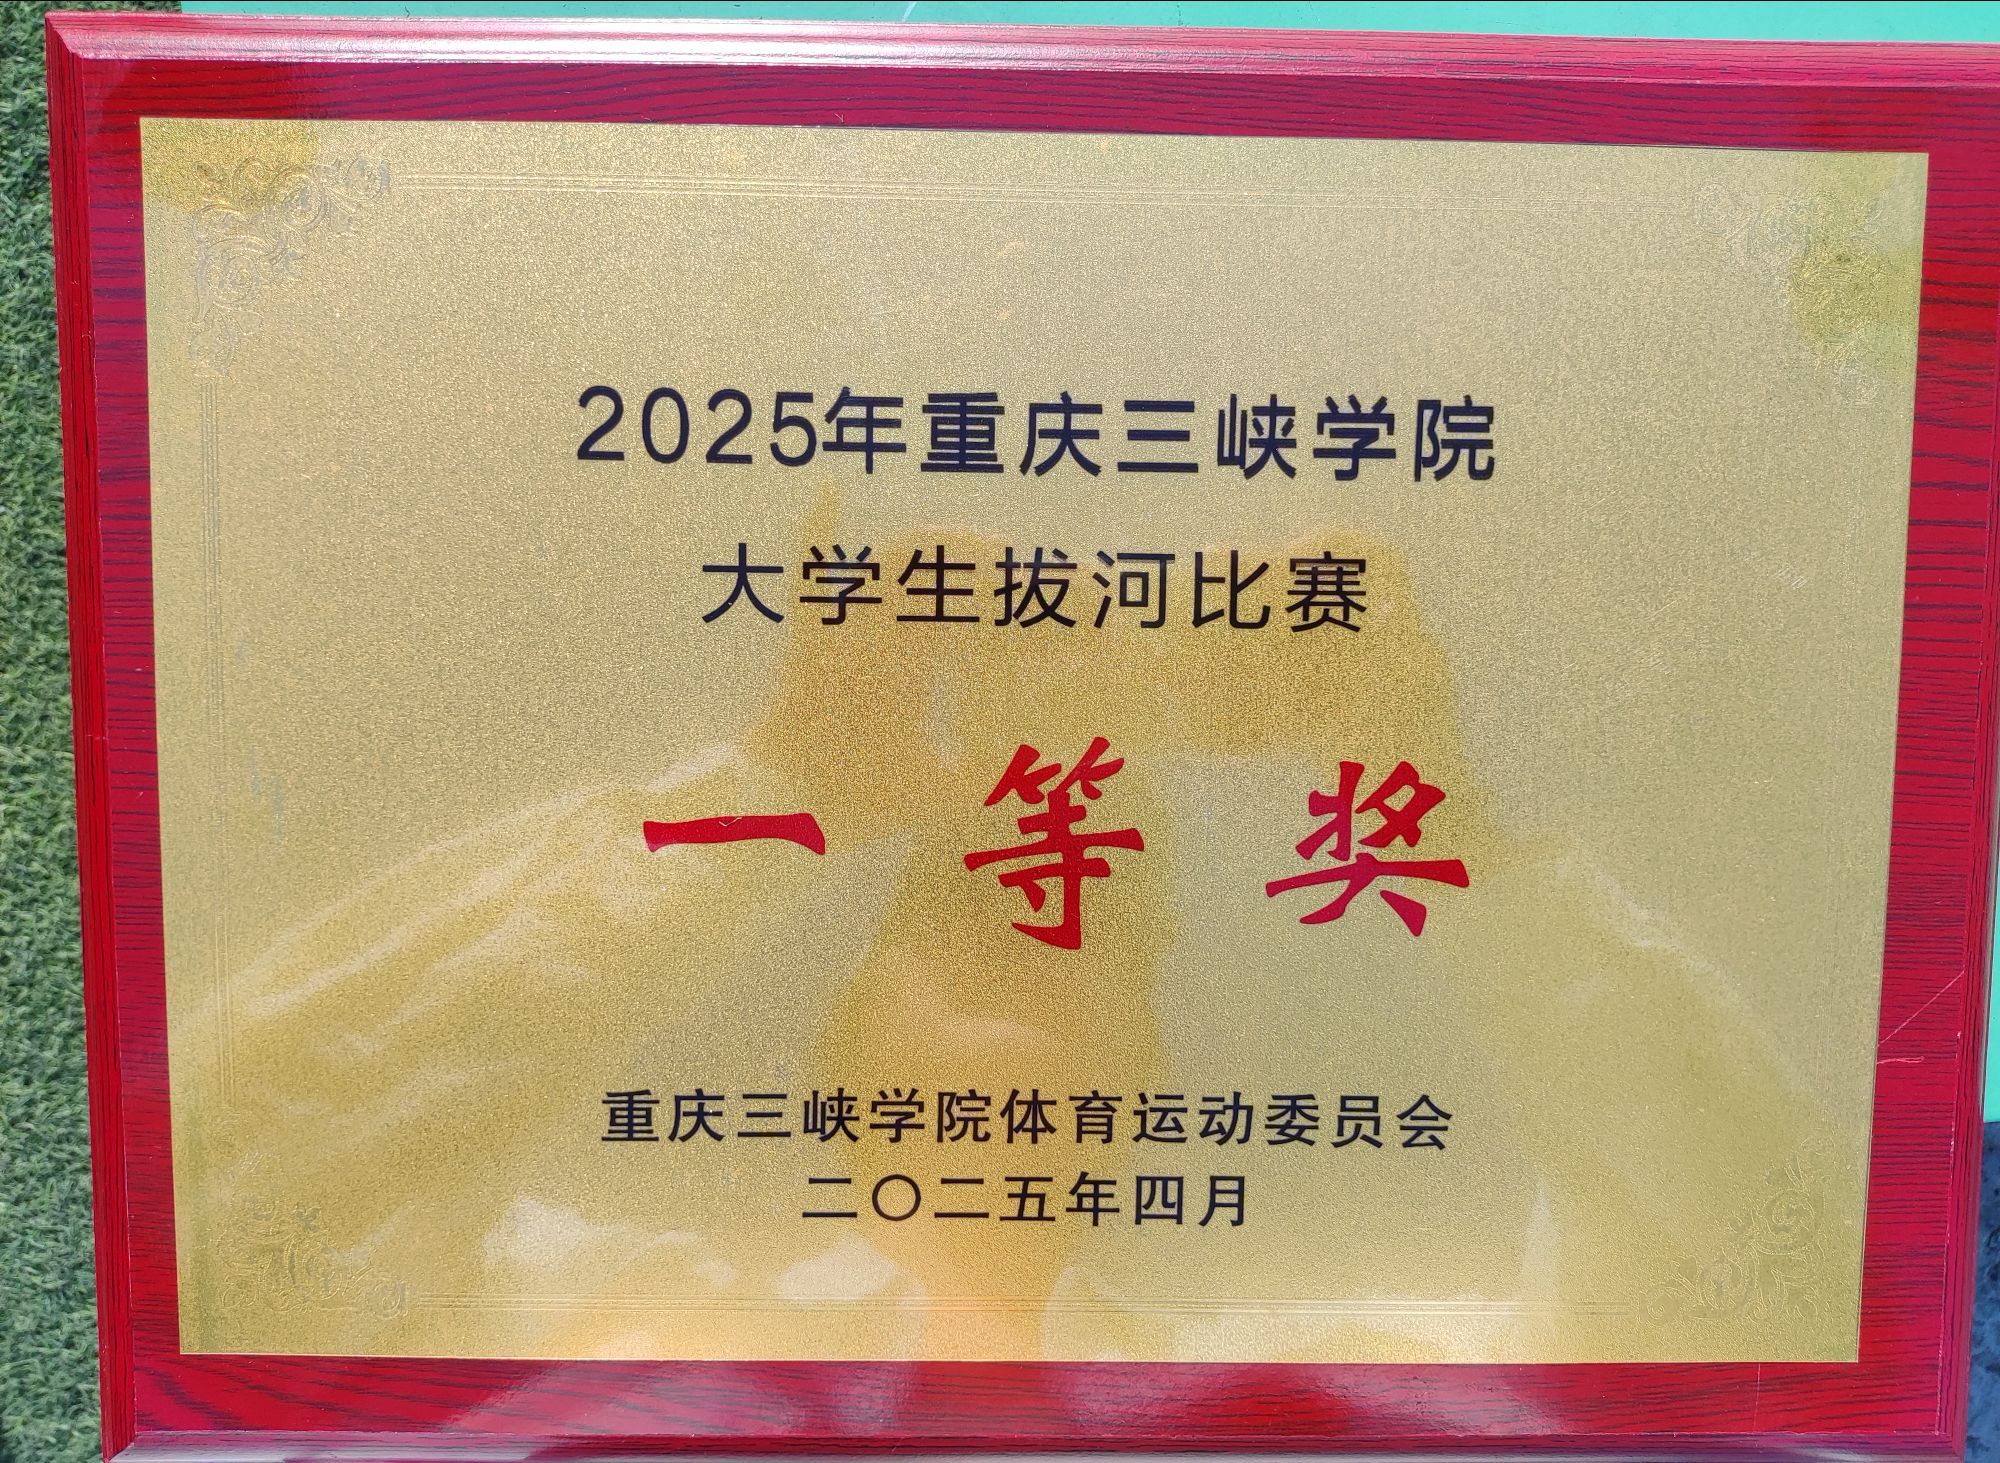 2025年重庆三峡学院
大学生拔河比赛
一等奖
重庆三峡学院体育运动委员会
二〇二五年四月